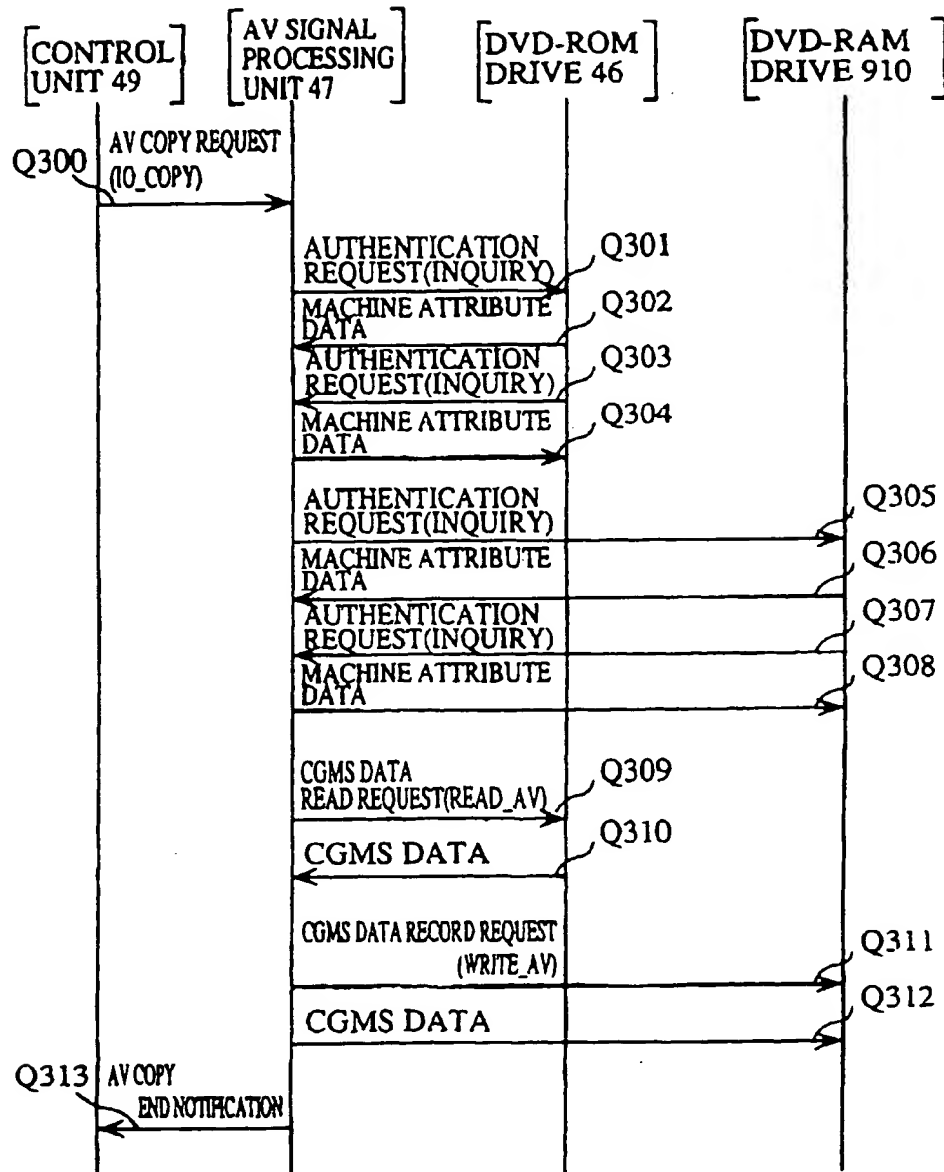 CONTROL
UNIT 49
AV SIGNAL
PROCESSING
UNIT 47
DVD-ROM
DRIVE 46
DVD-RAM
DRIVE 910
Q300
AV COPY REQUEST
(IO_COPY)
AUTHENTICATION
REQUEST(INQUIRY)
Q301
MACHINE ATTRIBUTE
DATA
Q302
AUTHENTICATION
REQUEST(INQUIRY)
Q303
MACHINE ATTRIBUTE
DATA
Q304
AUTHENTICATION
REQUEST(INQUIRY)
Q305
MACHINE ATTRIBUTE
DATA
Q306
AUTHENTICATION
REQUEST(INQUIRY)
Q307
MACHINE ATTRIBUTE
DATA
Q308
CGMS DATA
READ REQUEST(READ_AV)
Q309
CGMS DATA
Q310
CGMS DATA RECORD REQUEST
(WRITE_AV)
Q311
CGMS DATA
Q312
Q313
AV COPY
END NOTIFICATION